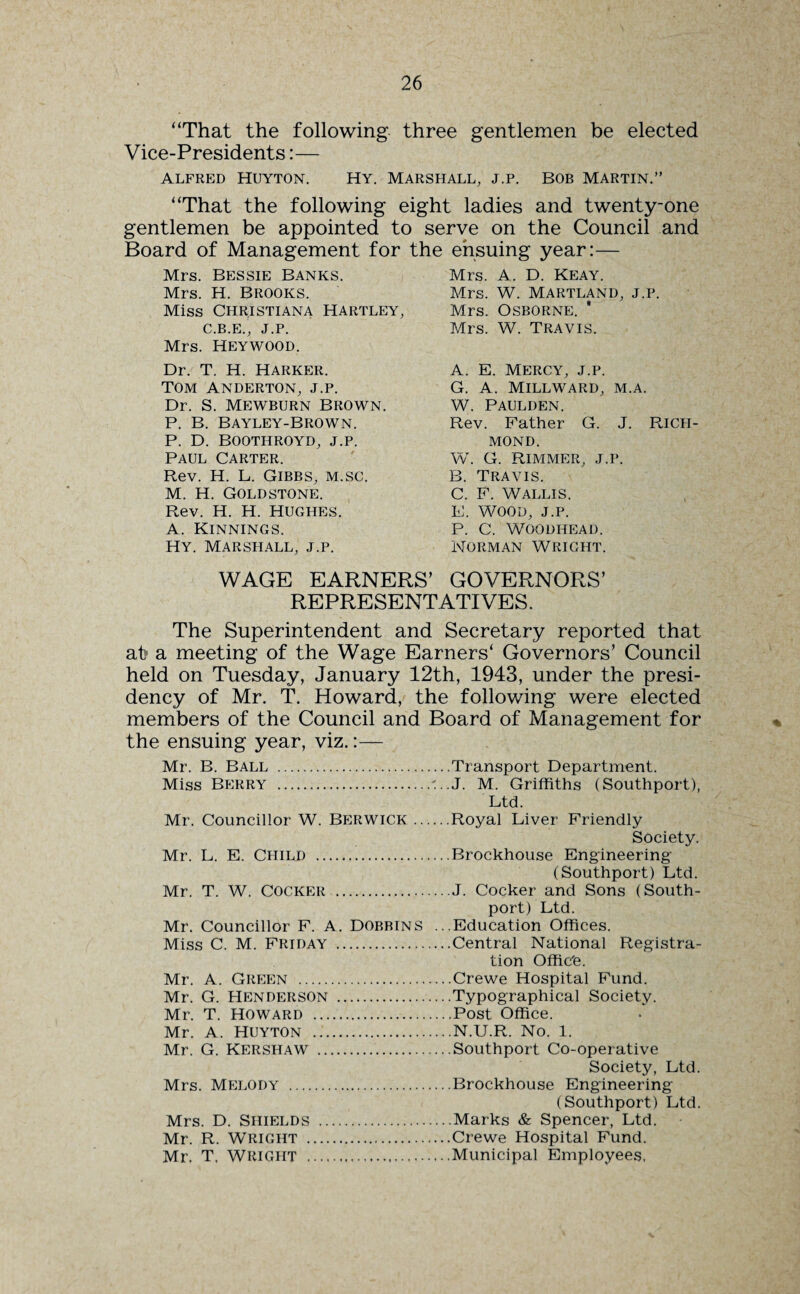 26
“That the following three gentlemen be elected
Vice-Presidents:—
ALFRED HUYTON. HY. MARSHALL, J.P. BOB MARTIN.”
“That the following eight ladies and twenty-one
gentlemen be appointed to serve on the Council and
Board of Management for the ensuing year:—
Mrs. BESSIE BANKS.
Mrs. H. BROOKS.
Miss CHRISTIANA HARTLEY,
C.B.E., J.P.
Mrs. HEYWOOD.
Mrs. A. D. KEAY.
Mrs. W. MARTLAND, J.P.
Mrs. OSBORNE.
Mrs. W. TRAVIS.
Dr. T. H. HARKER.
TOM ANDERTON, J.P.
Dr. S. MEWBURN BROWN.
P. B. BAYLEY-BROWN.
P. D. BOOTHROYD, J.P.
PAUL CARTER.
Rev. H. L. GIBBS, M.SC.
M. H. GOLDSTONE.
Rev. H. H. HUGHES.
A. KINNINGS.
HY. MARSHALL, J.P.
A. E. MERCY, J.P.
G. A. MILLWARD, M.A.
W. PAULDEN.
Rev. Father G. J. RICH-
MOND.
W. G. RIMMER, J.P.
B. TRAVIS.
C. F. WALLIS.
E. WOOD, J.P.
P. C. WOODHEAD.
NORMAN WRIGHT.
WAGE EARNERS’ GOVERNORS’
REPRESENTATIVES.
The Superintendent and Secretary reported that
at a meeting of the Wage Earners‘ Governors’ Council
held on Tuesday, January 12th, 1943, under the presi-
dency of Mr. T. Howard, the following were elected
members of the Council and Board of Management for
the ensuing year, viz.:—
Mr. B. BALL ..........................Transport Department.
Miss BERRY ..........................J. M. Griffiths (Southport),
Ltd.
Mr. Councillor W. BERWICK ......Royal Liver Friendly
Society.
Mr. L. E. CHILD ......................Brockhouse Engineering
(Southport) Ltd.
Mr. T. W. COCKER ...................J. Cocker and Sons (South-
port) Ltd.
Mr. Councillor F. A. DOBBINS ...Education Offices.
Miss C. M. FRIDAY ...................Central National Registra-
tion Office.
Mr. A. GREEN ........................Crewe Hospital Fund.
Mr. G. HENDERSON ...................Typographical Society.
Mr. T. HOWARD ......................Post Office.
Mr. A. HUYTON ......................N.U.R. No. 1.
Mr. G. KERSHAW ......................Southport Co-operative
Society, Ltd.
Mrs. MELODY .........................Brockhouse Engineering
(Southport) Ltd.
Mrs. D. SHIELDS ......................Marks & Spencer, Ltd.
Mr. R. WRIGHT .......................Crewe Hospital Fund.
Mr. T. WRIGHT .......................Municipal Employees.